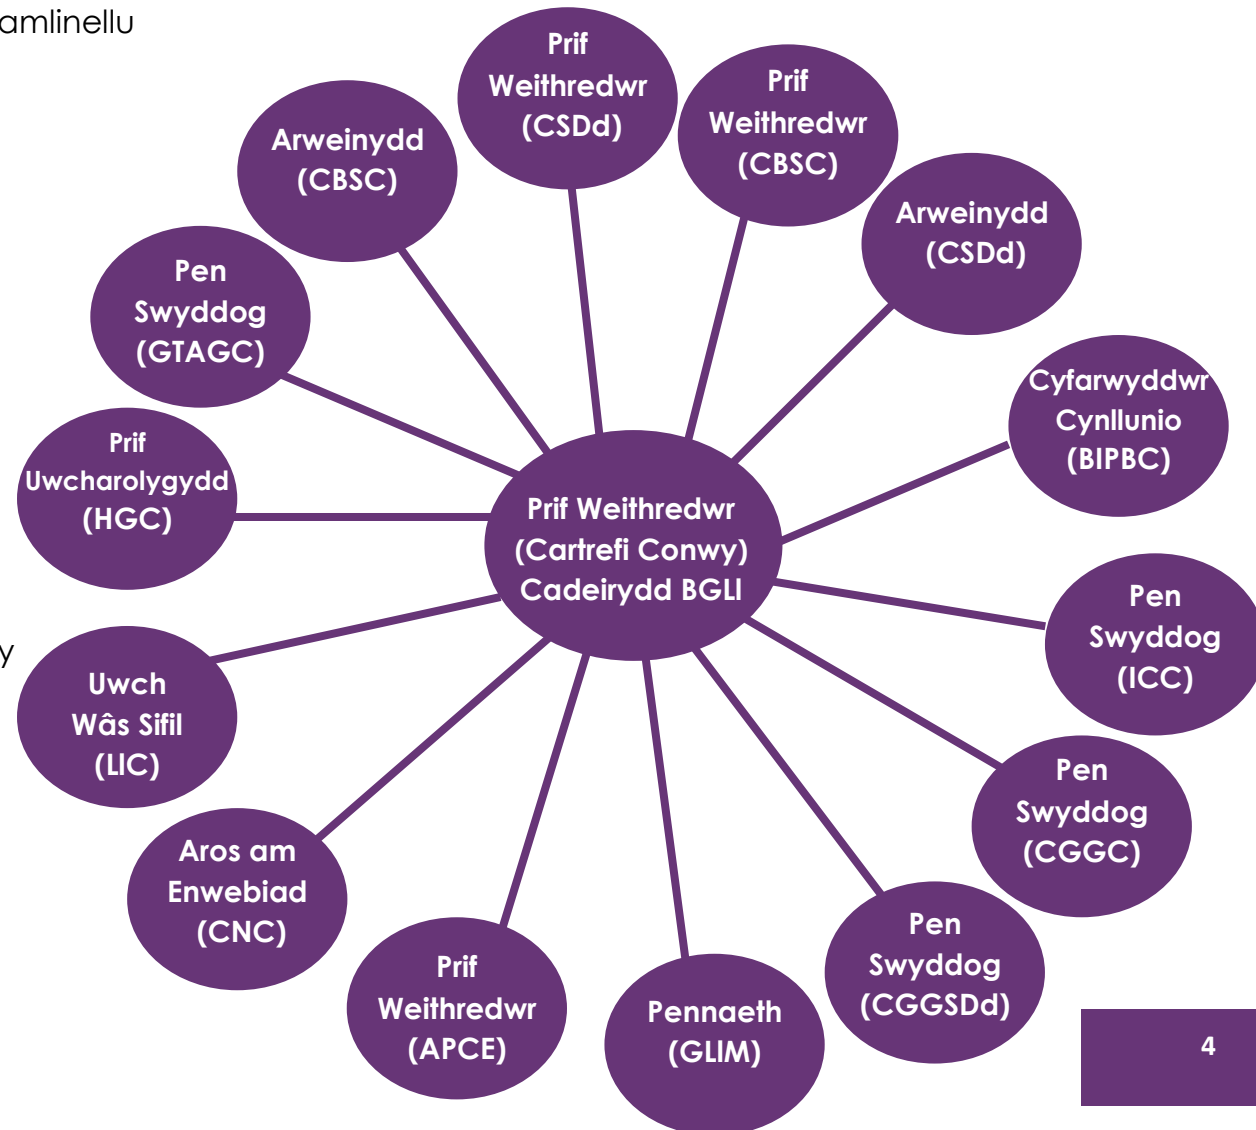 amlinellu
Prif
Weithredwr
(CSDd)
Prif
Weithredwr
(CBSC)
Arweinydd
(CBSC)
Arweinydd
(CSDd)
Pen
Swyddog
(GTAGC)
Cyfarwyddwr
Cynllunio
(BIPBC)
Prif
Uwcharolygydd
(HGC)
Prif Weithredwr
(Cartrefi Conwy)
Cadeirydd BGLl
Pen
Swyddog
(ICC)
y
Uwch
Wâs Sifil
(LlC)
Pen
Swyddog
(CGGC)
Aros am
Enwebiad
(CNC)
Pen
Swyddog
(CGGSDd)
Prif
Weithredwr
(APCE)
Pennaeth
(GLlM)
4